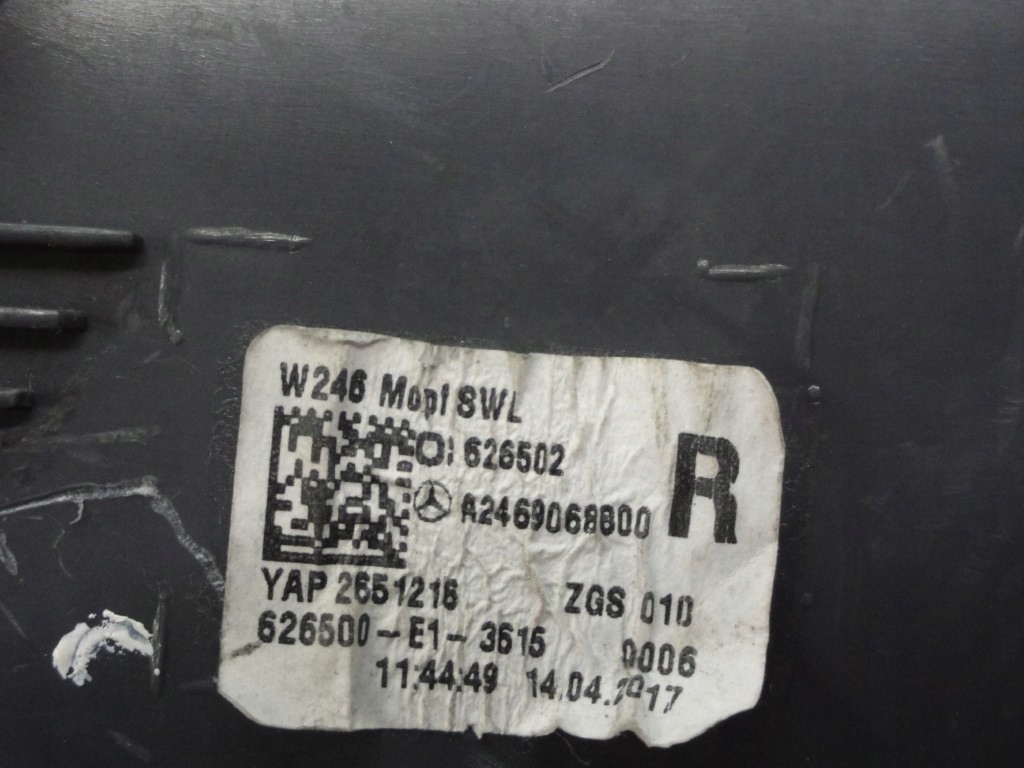 W246 Mopf SWL
626502
A2469068800
R
YAP 2651216 ZGS 010
626500-E1-3615 0006
11:44:49 14.04.2017